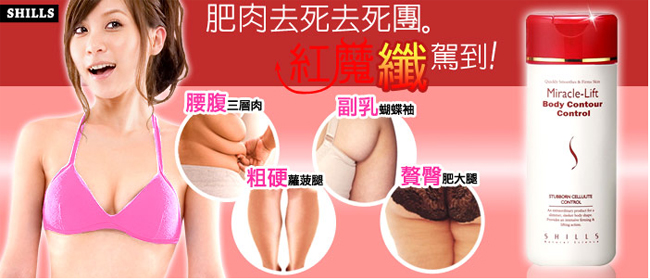 SHILLS
肥肉去死去死團。
紅魔纖駕到!
腰腹三層肉
副乳蝴蝶袖
粗硬蘿菠腿
贅臀肥大腿
Miracle-Lift
Body Contour
Control
STUBBORN CELLULITE
CONTROL
SHILLS